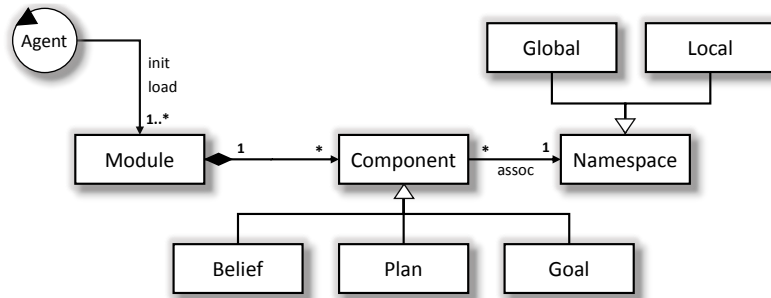 Agent
Global
Local
init
load
1..*
Module
1
*
Component
*
1
assoc
Namespace
Belief
Plan
Goal